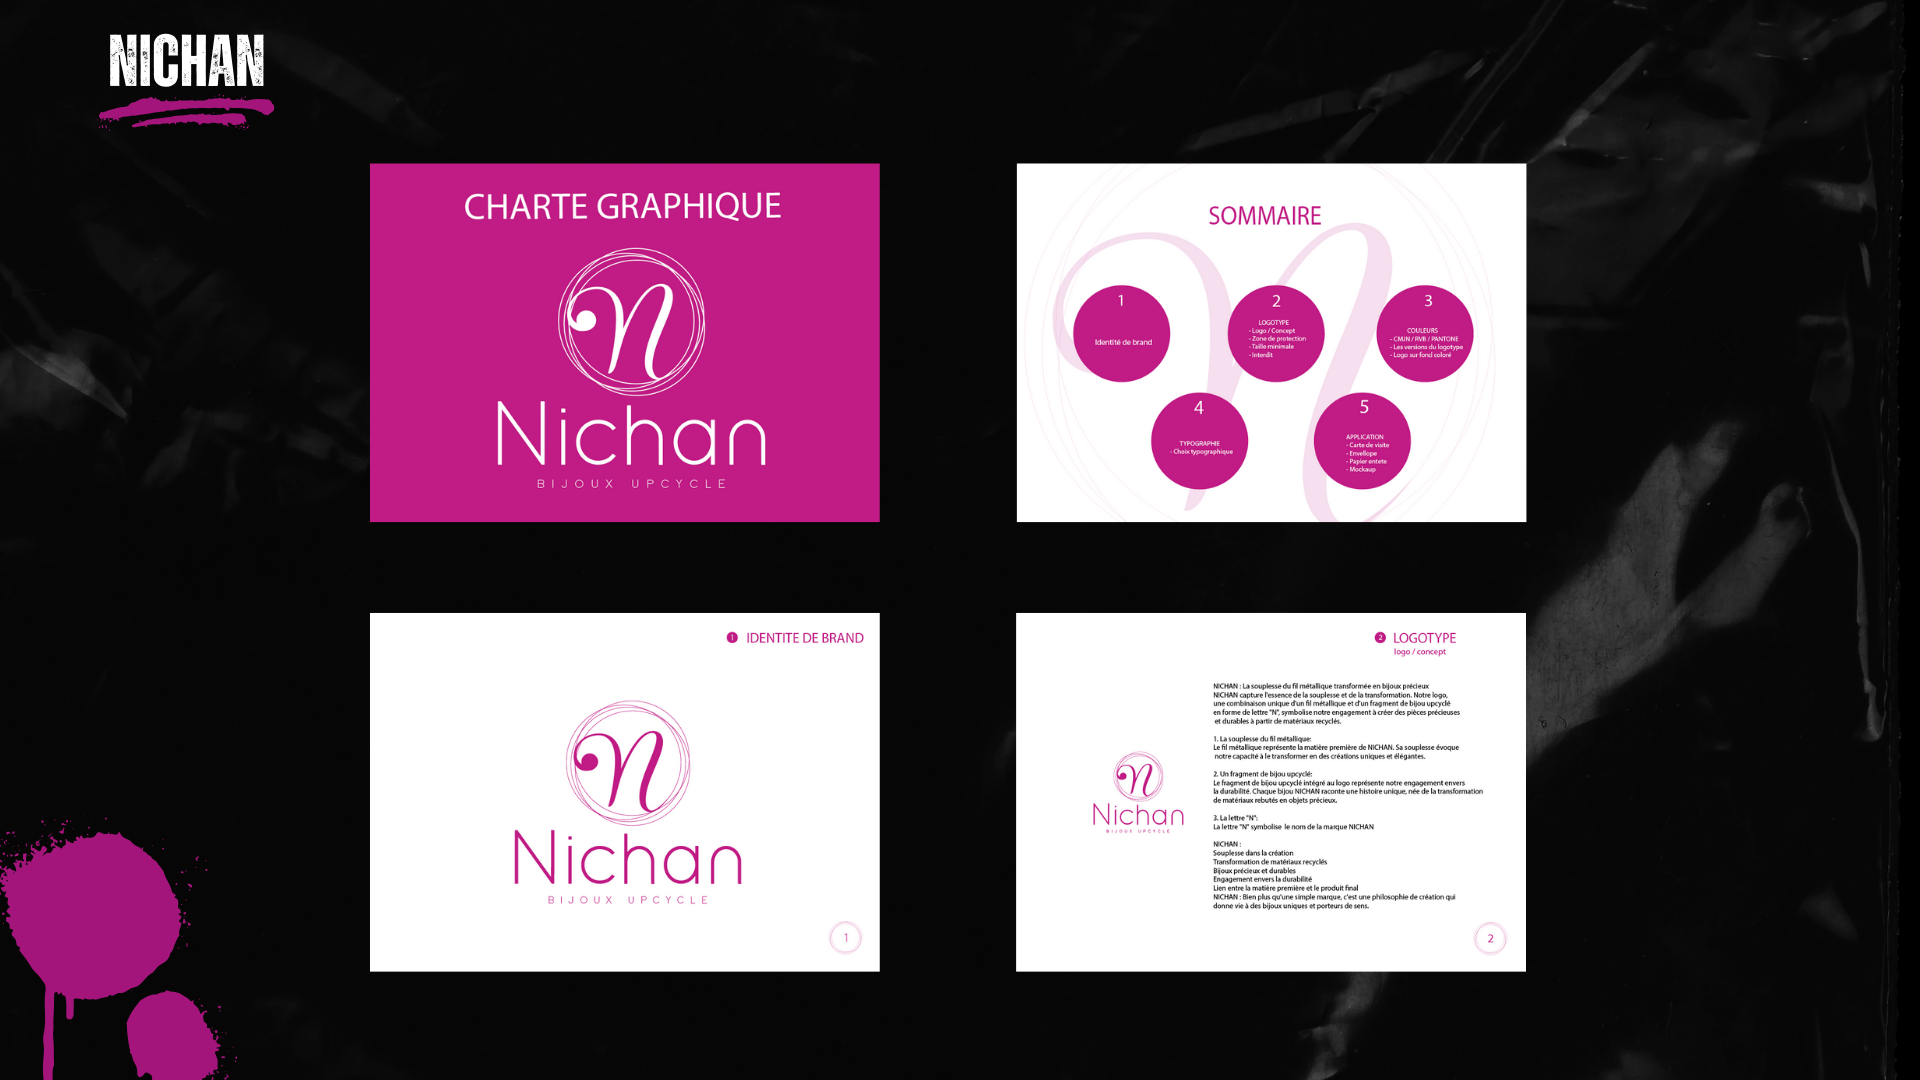 NICHAN
CHARTE GRAPHIQUE
n
Nichan
BIJOUX UPCYCLE
SOMMAIRE
1
Identité de brand
2
LOGOTYPE
- Logo / Concept
- Zone de protection
- Taille minimale
- Interdit
3
COULEURS
- CMJN / RVB / PANTONE
- Les versions du logotype
- Logo sur fond coloré
4
TYPOGRAPHIE
- Choix typographique
5
APPLICATION
- Carte de visite
- Envellope
- Papier entete
- Mockaup
1 IDENTITE DE BRAND
n
Nichan
BIJOUX UPCYCLE
1
2 LOGOTYPE
logo / concept
n
Nichan
BIJOUX UPCYCLE
NICHAN : La souplesse du fil métallique transformée en bijoux précieux
NICHAN capture l'essence de la souplesse et de la transformation. Notre logo,
une combinaison unique d'un fil métallique et d'un fragment de bijou upcyclé
en forme de lettre "N", symbolise notre engagement à créer des pièces précieuses
et durables à partir de matériaux recyclés.
1. La souplesse du fil métallique:
Le fil métallique représente la matière première de NICHAN. Sa souplesse évoque
notre capacité à le transformer en des créations uniques et élégantes.
2. Un fragment de bijou upcyclé:
Le fragment de bijou upcyclé intégré au logo représente notre engagement envers
la durabilité. Chaque bijou NICHAN raconte une histoire unique, née de la transformation
de matériaux rebutés en objets précieux.
3. La lettre "N":
La lettre "N" symbolise le nom de la marque NICHAN
NICHAN :
Souplesse dans la création
Transformation de matériaux recyclés
Bijoux précieux et durables
Engagement envers la durabilité
Lien entre la matière première et le produit final
NICHAN : Bien plus qu'une simple marque, c'est une philosophie de création qui
donne vie à des bijoux uniques et porteurs de sens.
2